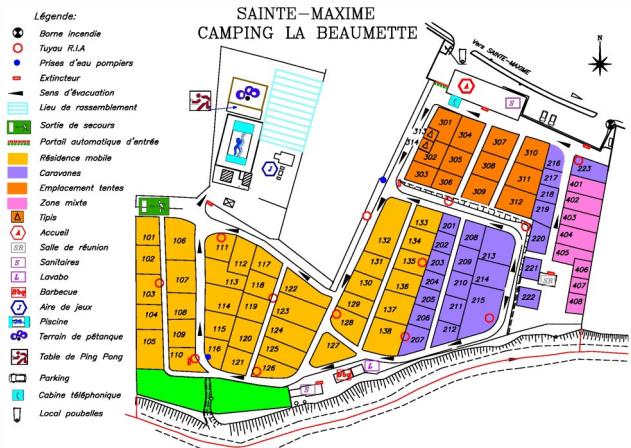 SAINTE-MAXIME
CAMPING LA BEAUMETTE
Légende:
Borne incendie
Tuyau R.I.A
Prises d'eau pompiers
Extincteur
Sens d'évacuation
Lieu de rassemblement
Sortie de secours
Portail automatique d'entrée
Résidence mobile
Caravanes
Emplacement tentes
Zone mixte
Tipis
A Accueil
SR Salle de réunion
S Sanitaires
L Lavabo
Bbq Barbecue
J Aire de jeux
Piscine
Terrain de pétanque
Table de Ping Pong
Parking
Cabine téléphonique
Local poubelles
Vers SAINTE-MAXIME
N
A
S
J
301
304
307
310
313
314
302
305
308
311
303
306
309
312
216
217
218
219
220
221
222
223
401
402
403
404
405
406
407
408
SR
101
102
103
104
105
106
107
108
109
110
111
112
113
114
115
116
117
118
119
120
121
122
123
124
125
126
127
128
129
130
131
132
133
134
135
136
137
138
201
202
203
204
205
206
207
208
209
210
211
212
213
214
215
S
Bbq
L